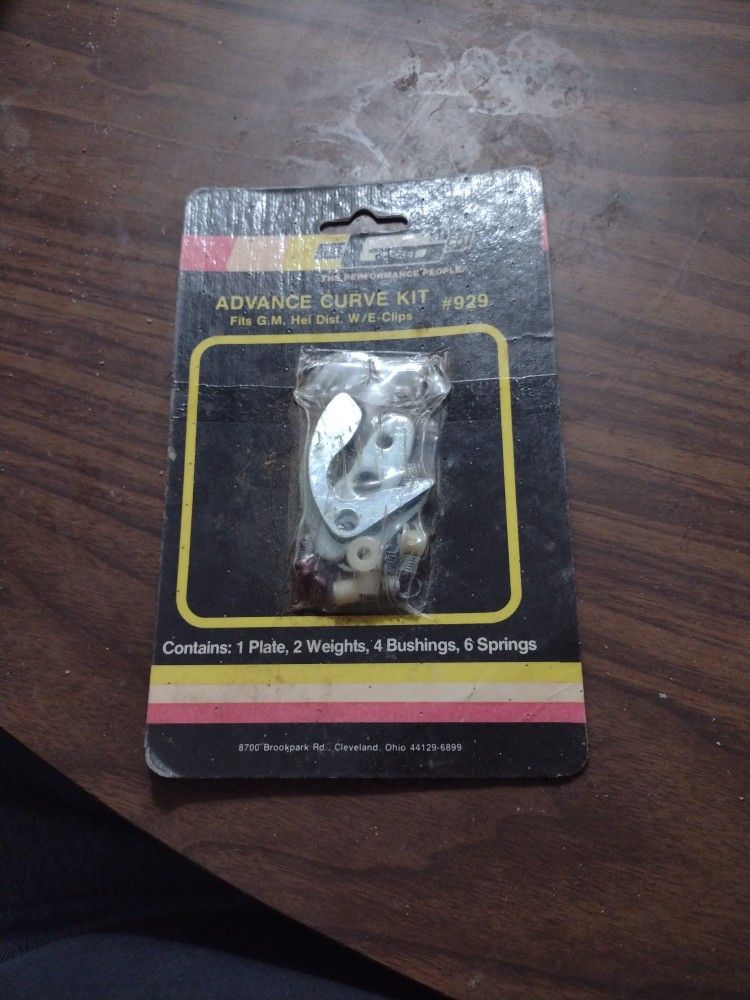 THE PERFORMANCE PEOPLE
ADVANCE CURVE KIT #929
Fits G.M. Hei Dist. W/E-Clips
Contains: 1 Plate, 2 Weights, 4 Bushings, 6 Springs
8700 Brookpark Rd., Cleveland, Ohio 44129-6899